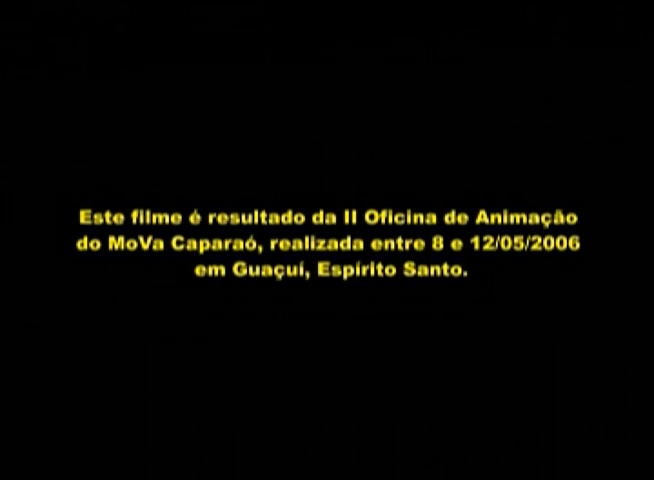 Este filme é resultado da II Oficina de Animação
do MoVa Caparaó, realizada entre 8 e 12/05/2006
em Guaçuí, Espírito Santo.